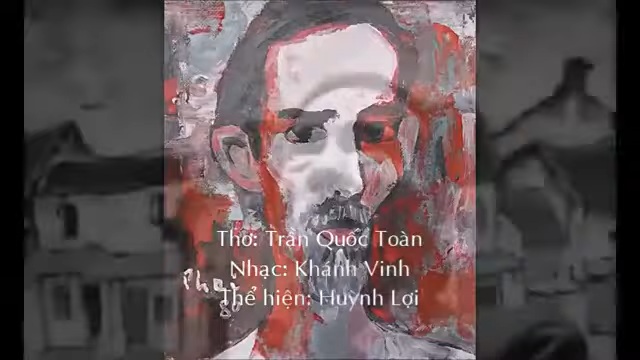 Thơ: Trần Quốc Toàn
Nhạc: Khánh Vinh
Thể hiện: Huỳnh Lợi